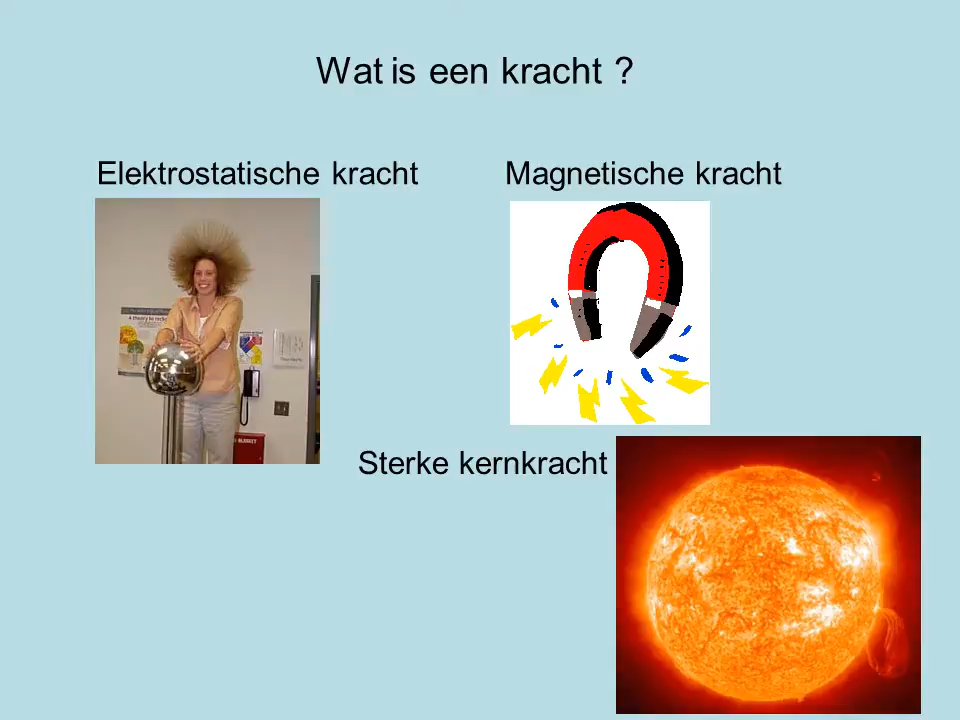 Wat is een kracht ?
Elektrostatische kracht
Magnetische kracht
Sterke kernkracht